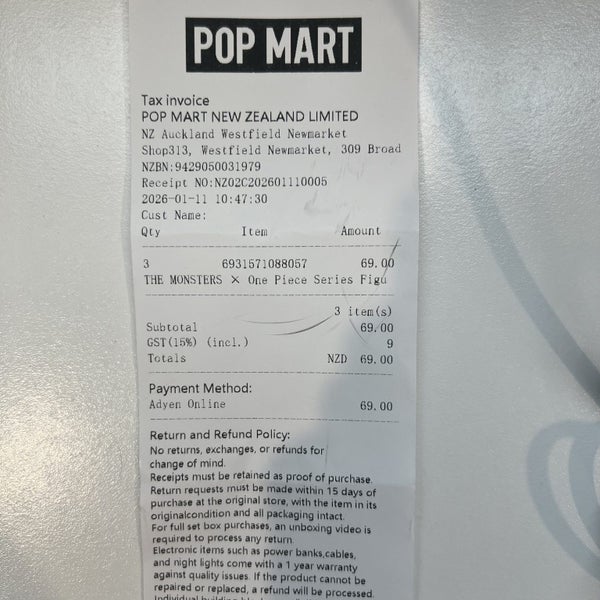 POP MART
Tax invoice
POP MART NEW ZEALAND LIMITED
NZ Auckland Westfield Newmarket
Shop313, Westfield Newmarket, 309 Broad
NZBN:9429050031979
Receipt NO:NZ02C202601110005
2026-01-11 10:47:30
Cust Name:
Qty Item Amount
3 6931571088057 69.00
THE MONSTERS × One Piece Series Figu
3 item(s)
Subtotal 69.00
GST(15%) (incl.) 9
Totals NZD 69.00
Payment Method:
Adyen Online 69.00
Return and Refund Policy:
No returns, exchanges, or refunds for
change of mind.
Receipts must be retained as proof of purchase.
Return requests must be made within 15 days of
purchase at the original store, with the item in its
originalcondition and all packaging intact.
For full set box purchases, an unboxing video is
required to process any return.
Electronic items such as power banks,cables,
and night lights come with a 1 year warranty
against quality issues. If the product cannot be
repaired or replaced, a refund will be processed.